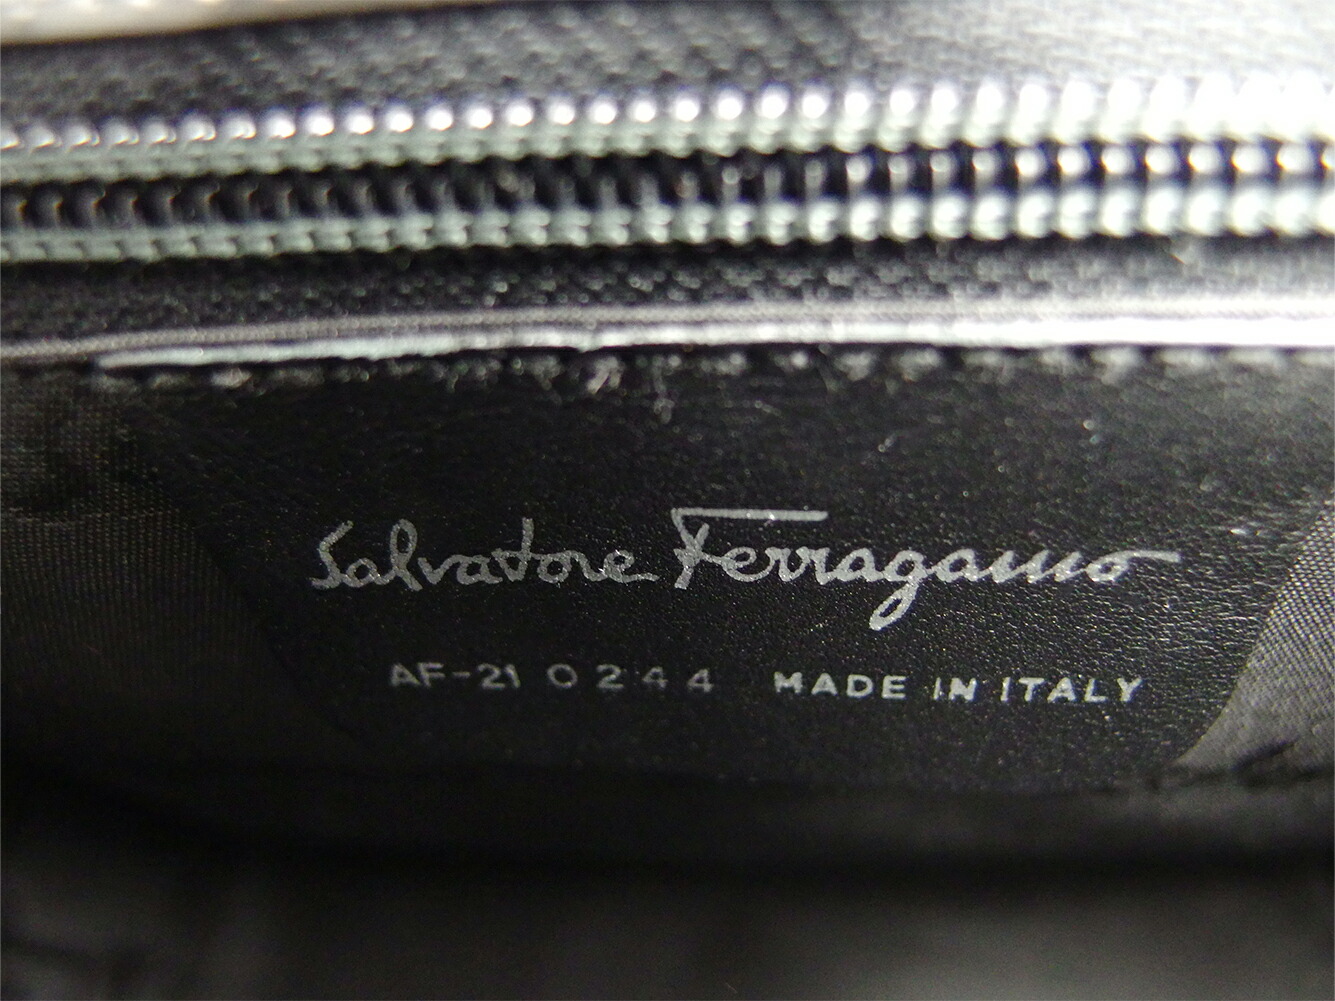 Salvatore Ferragamo
AF-21 0244 MADE IN ITALY